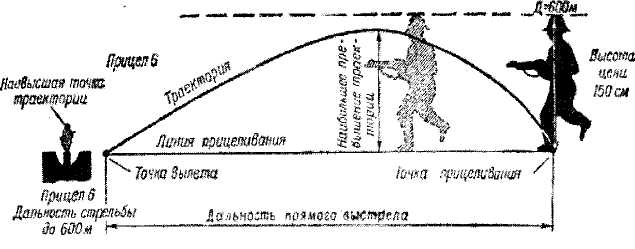 Д=600м
Прицел 6
Наивысшая точка
траектории
Траектория
Наибольшее пре-
вышение траек-
тории
Высота
цели
150 см
Линия прицеливания
Точка вылета
Точка прицеливания
Прицел 6
Дальность стрельбы
до 600м
Дальность прямого выстрела